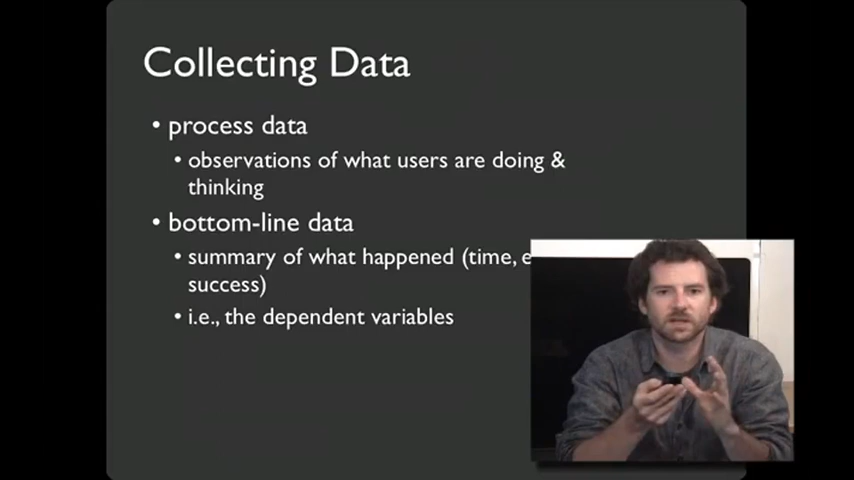 Collecting Data
• process data
• observations of what users are doing &
thinking
• bottom-line data
• summary of what happened (time,
success)
• i.e., the dependent variables